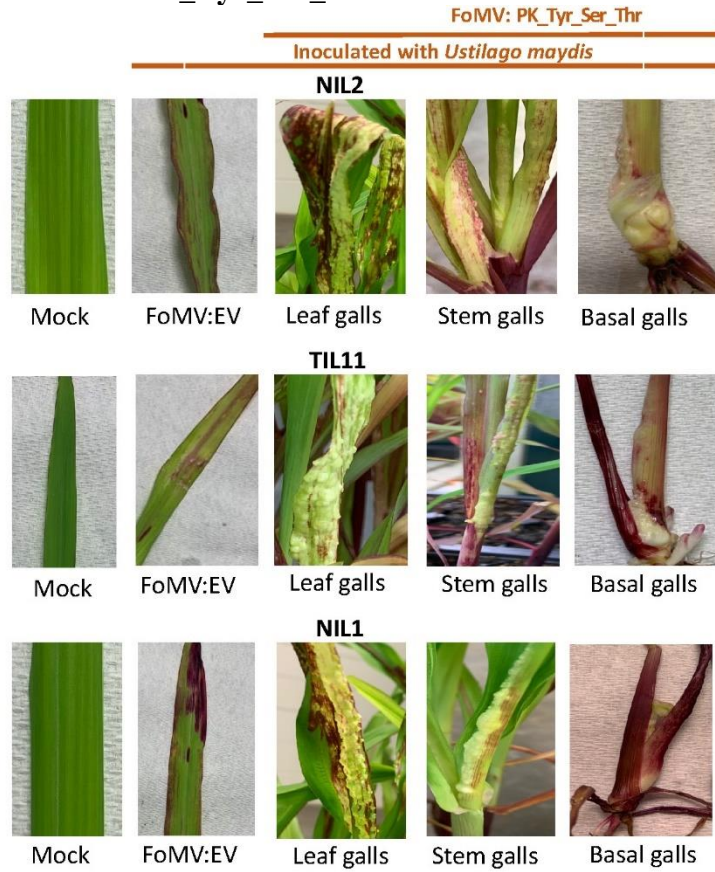 FoMV: PK_Tyr_Ser_Thr
Inoculated with Ustilago maydis
NIL2
Mock FoMV:EV Leaf galls Stem galls Basal galls
TIL11
Mock FoMV:EV Leaf galls Stem galls Basal galls
NIL1
Mock FoMV:EV Leaf galls Stem galls Basal galls